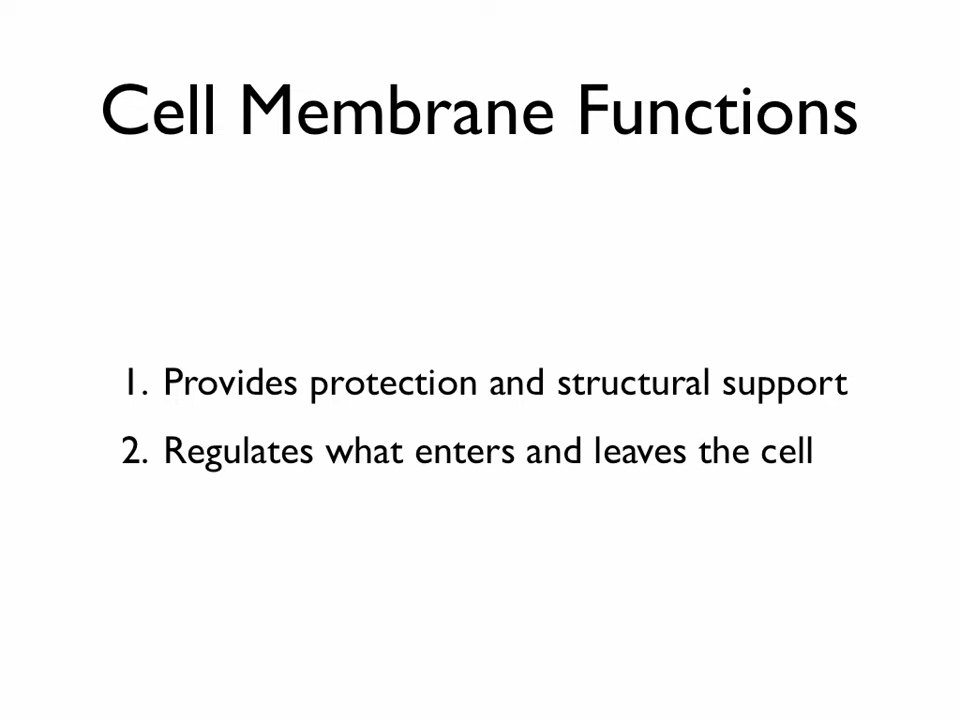 Cell Membrane Functions
1. Provides protection and structural support
2. Regulates what enters and leaves the cell